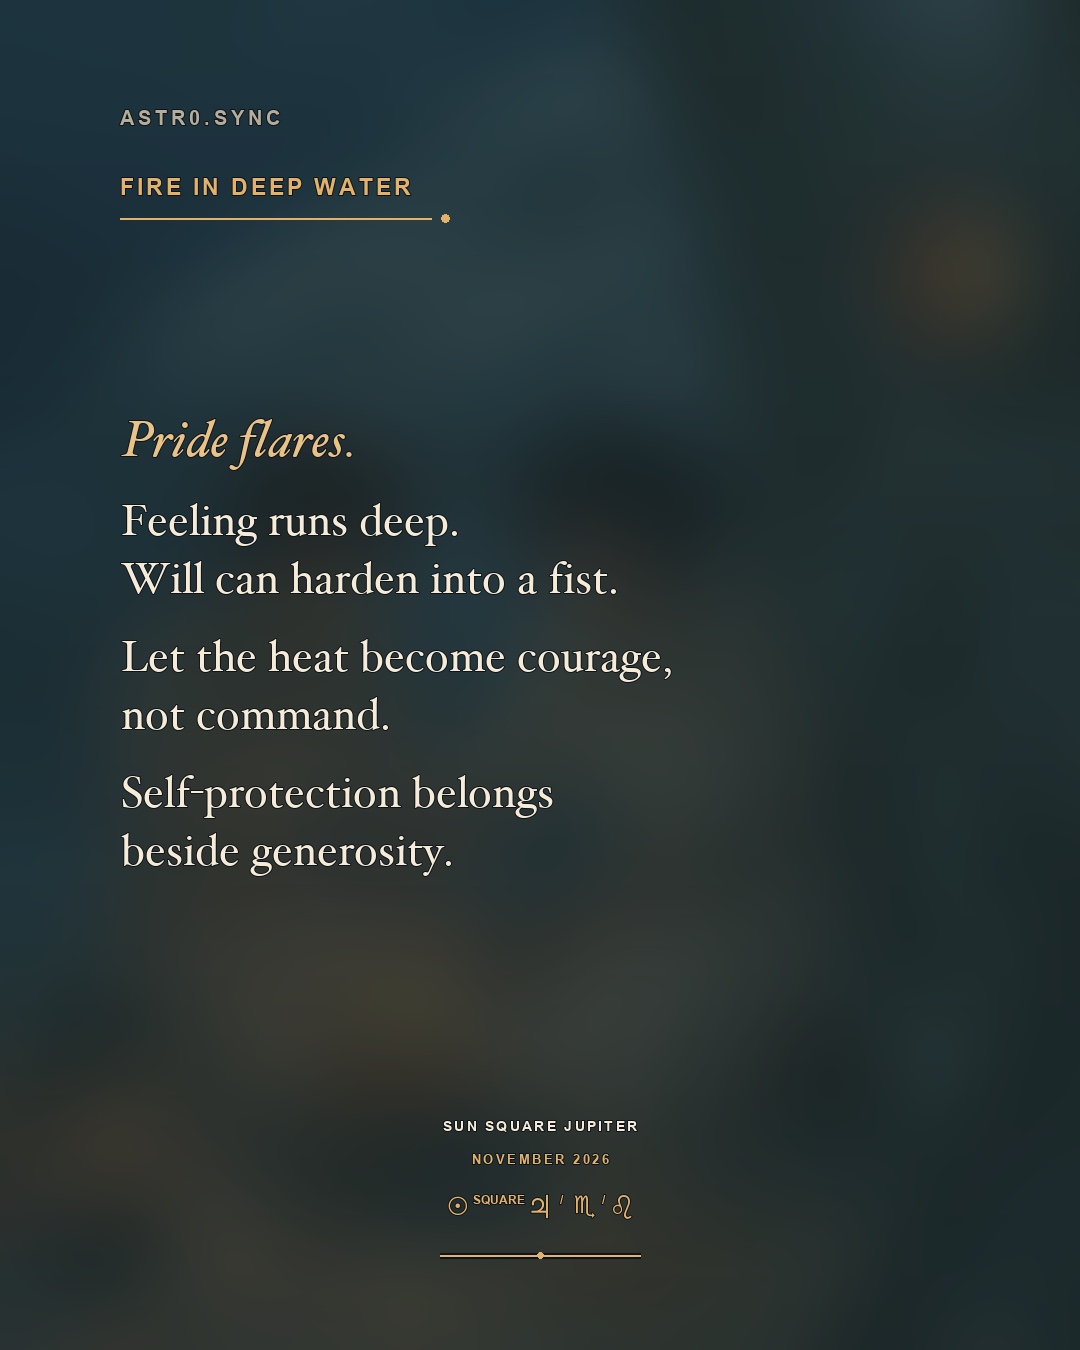 ASTR0.SYNC
FIRE IN DEEP WATER
Pride flares.
Feeling runs deep.
Will can harden into a fist.
Let the heat become courage,
not command.
Self-protection belongs
beside generosity.
SUN SQUARE JUPITER
NOVEMBER 2026
☉ SQUARE ♃ / ♏ / ♌